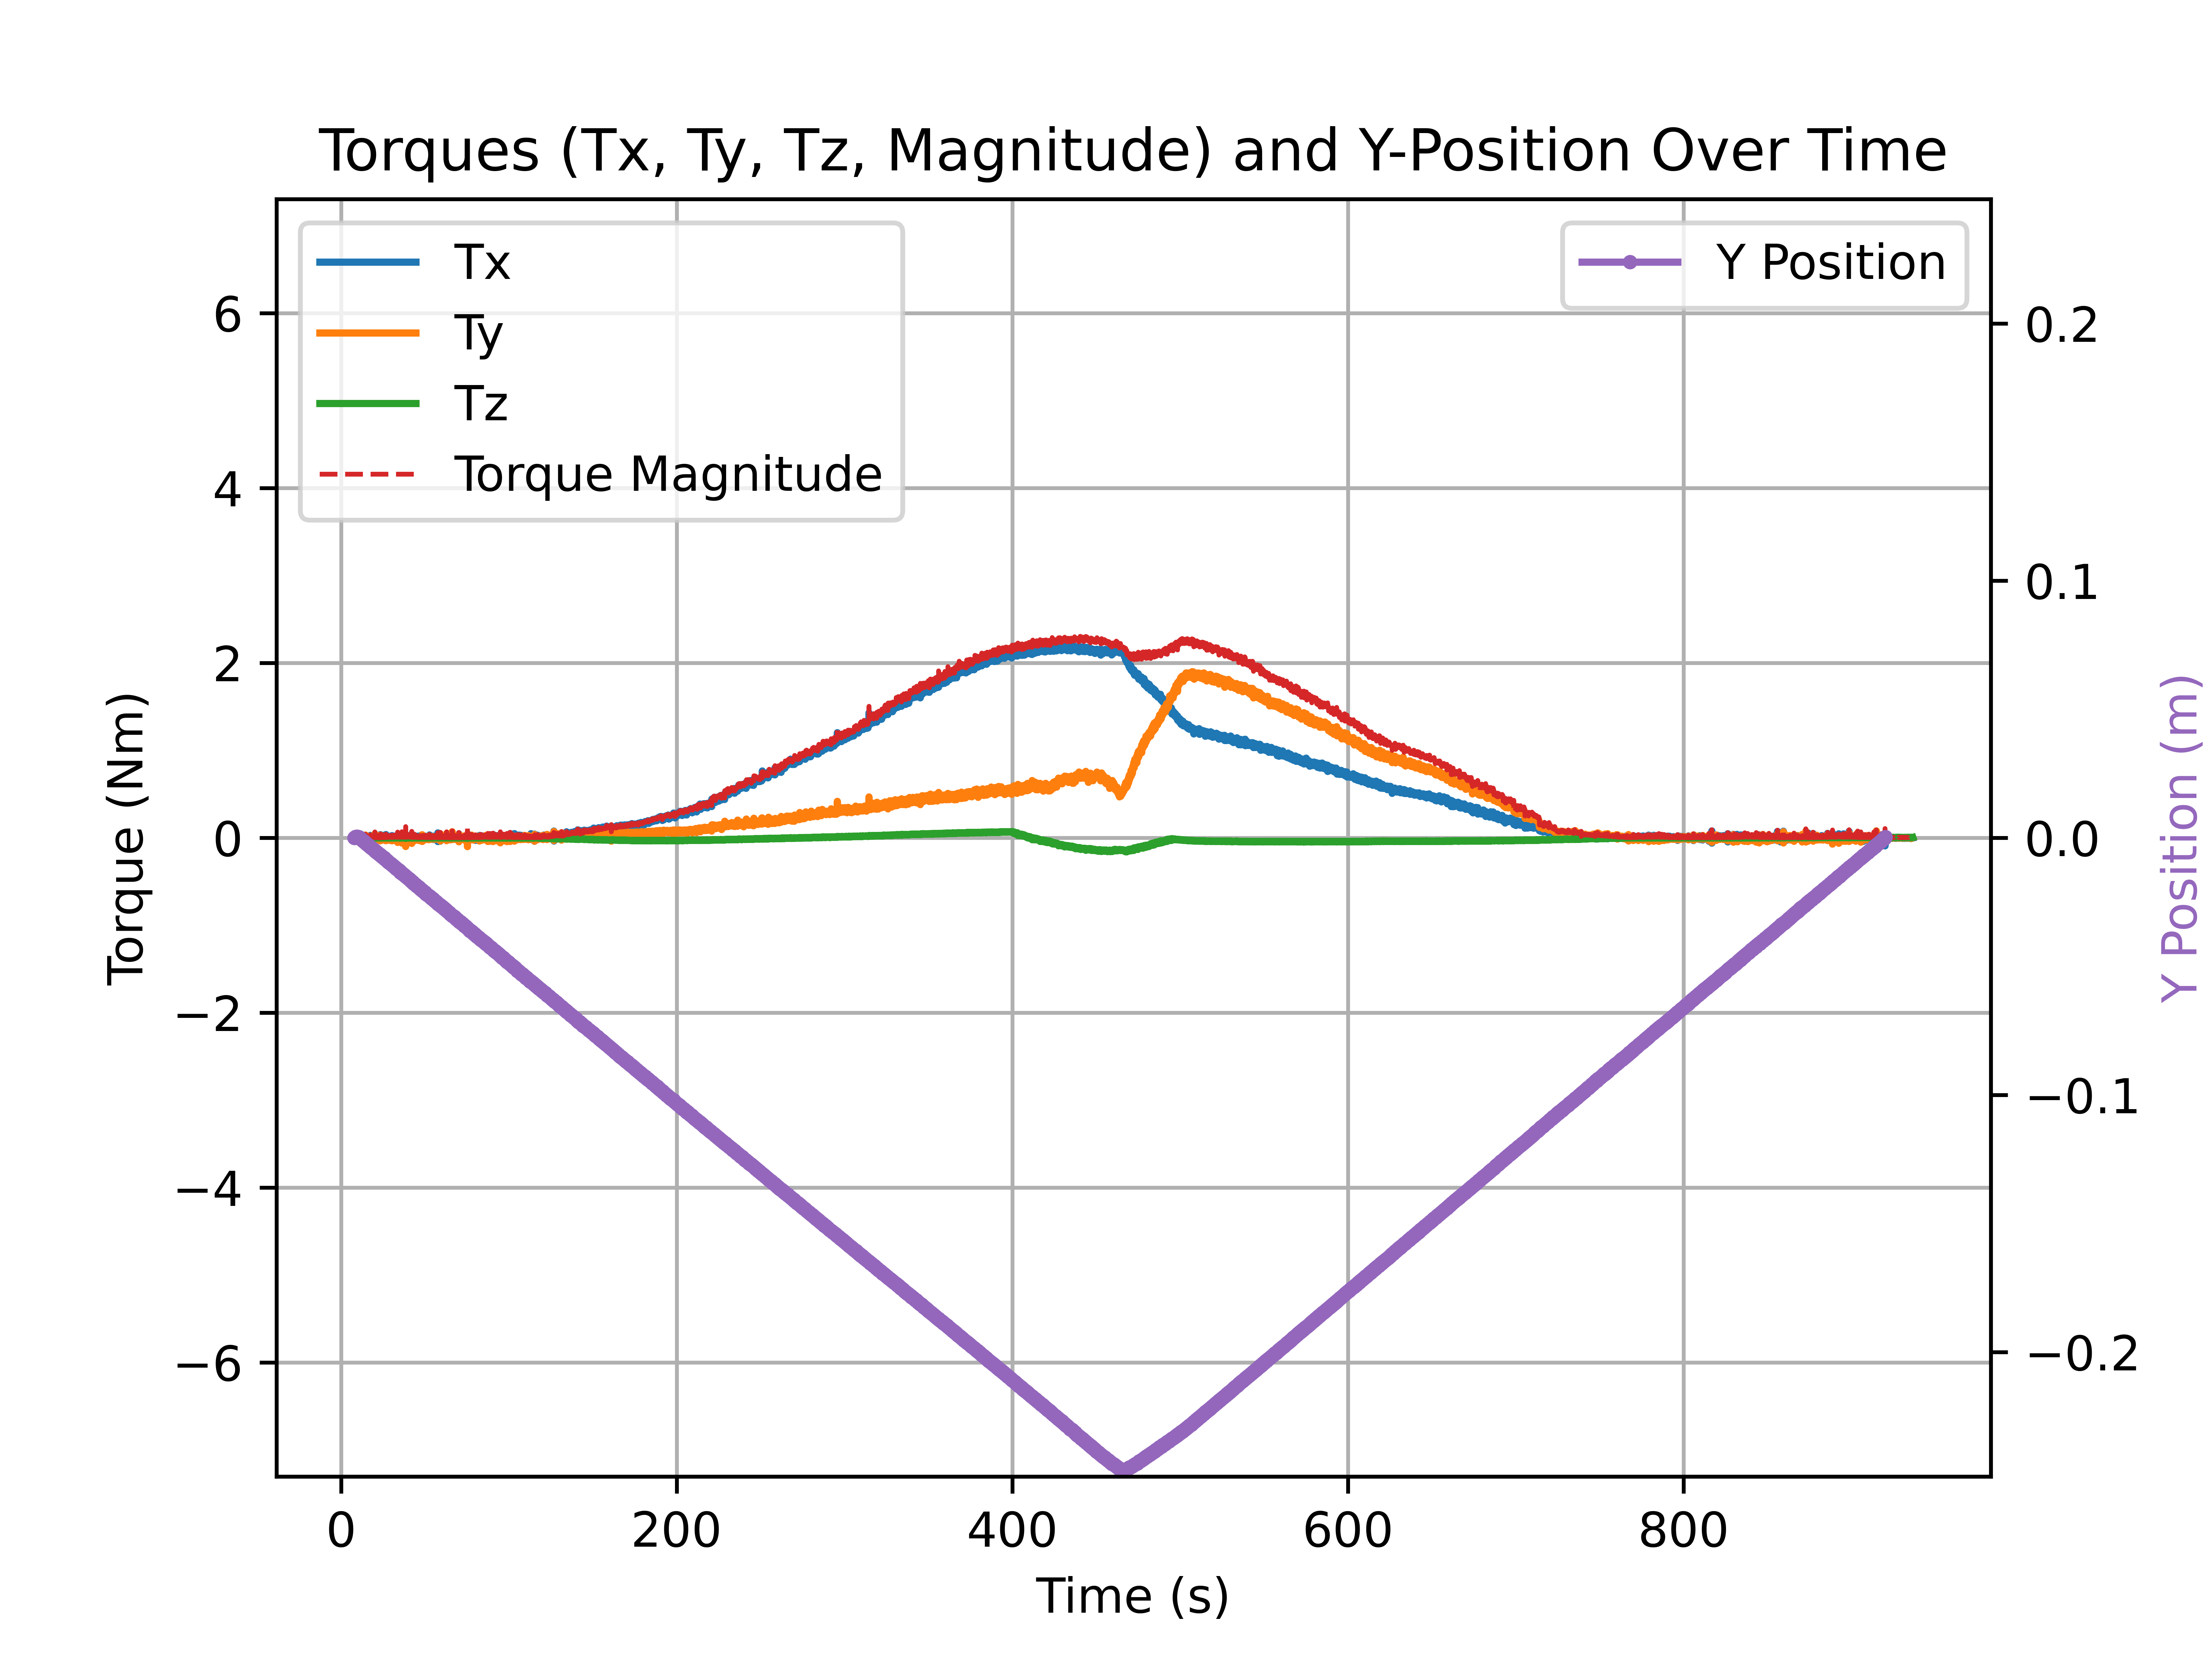 Torques (Tx, Ty, Tz, Magnitude) and Y-Position Over Time
Tx
Ty
Tz
Torque Magnitude
Y Position
6
4
2
0
−2
−4
−6
Torque (Nm)
0.2
0.1
0.0
−0.1
−0.2
Y Position (m)
0 200 400 600 800
Time (s)